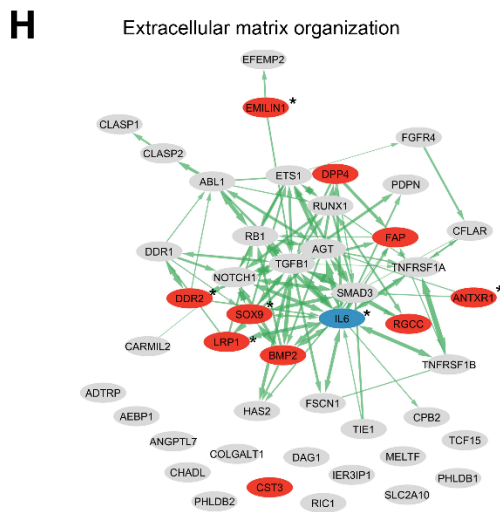 H
Extracellular matrix organization
EFEMP2
EMILIN1 *
CLASP1
FGFR4
CLASP2
ETS1
DPP4
ABL1
PDPN
RUNX1
RB1
FAP
CFLAR
AGT
DDR1
TGFB1
TNFRSF1A
NOTCH1
SMAD3
DDR2 *
ANTXR1 *
SOX9 *
IL6 *
RGCC
LRP1 *
CARMIL2
BMP2
TNFRSF1B
ADTRP
HAS2
FSCN1
CPB2
AEBP1
TIE1
ANGPTL7
TCF15
COLGALT1
DAG1
MELTF
CHADL
IER3IP1
PHLDB1
CST3
PHLDB2
RIC1
SLC2A10